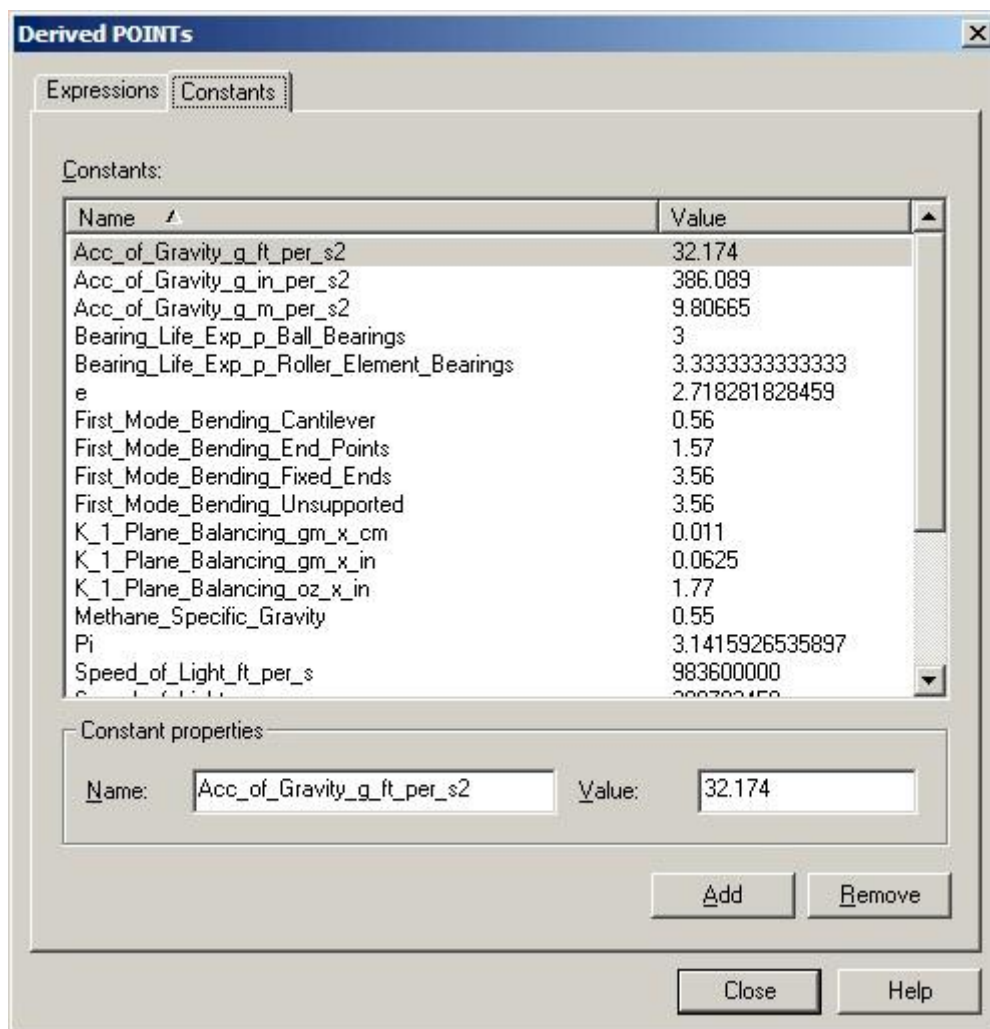 Derived POINTs
Expressions Constants
Constants:
Name Value
Acc_of_Gravity_g_ft_per_s2 32.174
Acc_of_Gravity_g_in_per_s2 386.089
Acc_of_Gravity_g_m_per_s2 9.80665
Bearing_Life_Exp_p_Ball_Bearings 3
Bearing_Life_Exp_p_Roller_Element_Bearings 3.3333333333333
e 2.718281828459
First_Mode_Bending_Cantilever 0.56
First_Mode_Bending_End_Points 1.57
First_Mode_Bending_Fixed_Ends 3.56
First_Mode_Bending_Unsupported 3.56
K_1_Plane_Balancing_gm_x_cm 0.011
K_1_Plane_Balancing_gm_x_in 0.0625
K_1_Plane_Balancing_oz_x_in 1.77
Methane_Specific_Gravity 0.55
Pi 3.1415926535897
Speed_of_Light_ft_per_s 983600000
Constant properties
Name: Acc_of_Gravity_g_ft_per_s2 Value: 32.174
Add Remove
Close Help